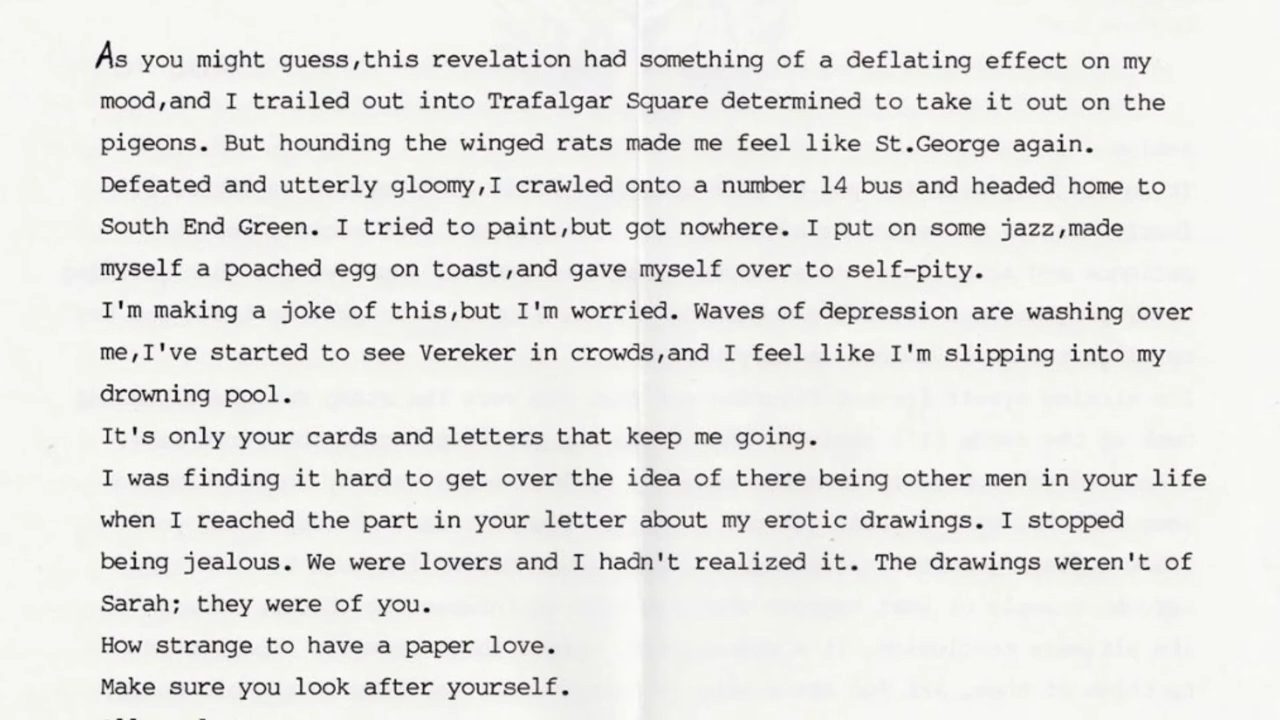 As you might guess,this revelation had something of a deflating effect on my
mood,and I trailed out into Trafalgar Square determined to take it out on the
pigeons. But hounding the winged rats made me feel like St.George again.
Defeated and utterly gloomy,I crawled onto a number 14 bus and headed home to
South End Green. I tried to paint,but got nowhere. I put on some jazz,made
myself a poached egg on toast,and gave myself over to self-pity.
I'm making a joke of this,but I'm worried. Waves of depression are washing over
me,I've started to see Vereker in crowds,and I feel like I'm slipping into my
drowning pool.
It's only your cards and letters that keep me going.
I was finding it hard to get over the idea of there being other men in your life
when I reached the part in your letter about my erotic drawings. I stopped
being jealous. We were lovers and I hadn't realized it. The drawings weren't of
Sarah; they were of you.
How strange to have a paper love.
Make sure you look after yourself.